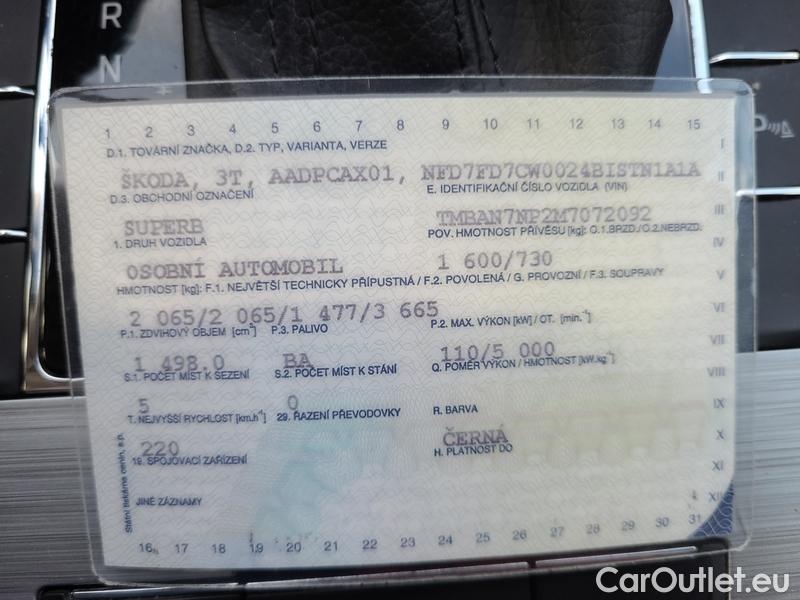 R
N
+
P
1 2 3 4 5 6 7 8 9 10 11 12 13 14 15
D.1. TOVÁRNÍ ZNAČKA, D.2. TYP, VARIANTA, VERZE
I
ŠKODA, 3T, AADPCAX01, NFD7FD7CW0024BISTN1A1A
II
D.3. OBCHODNÍ OZNAČENÍ E. IDENTIFIKAČNÍ ČÍSLO VOZIDLA (VIN)
SUPERB TMBAN7NP2M7072092
III
1. DRUH VOZIDLA POV. HMOTNOST PŘÍVĚSU [kg]: O.1.BRZD./O.2.NEBRZD.
IV
OSOBNÍ AUTOMOBIL 1 600/730
V
HMOTNOST [kg]: F.1. NEJVĚTŠÍ TECHNICKY PŘÍPUSTNÁ / F.2. POVOLENÁ / G. PROVOZNÍ / F.3. SOUPRAVY
2 065/2 065/1 477/3 665
VI
P.1. ZDVIHOVÝ OBJEM [cm³] P.3. PALIVO P.2. MAX. VÝKON [kW] / OT. [min.⁻¹]
VII
1 498.0 BA 110/5 000
S.1. POČET MÍST K SEZENÍ S.2. POČET MÍST K STÁNÍ Q. POMĚR VÝKON / HMOTNOST [kW.kg⁻¹]
VIII
5 0
IX
T. NEJVYŠŠÍ RYCHLOST [km.h⁻¹] 29. ŘAZENÍ PŘEVODOVKY R. BARVA
220 ČERNÁ
X
19. SPOJOVACÍ ZAŘÍZENÍ H. PLATNOST DO
XI
JINÉ ZÁZNAMY
XII
Státní tiskárna cenin, s.p.
16 17 18 19 20 21 22 23 24 25 26 27 28 29 30 31
CarOutlet.eu